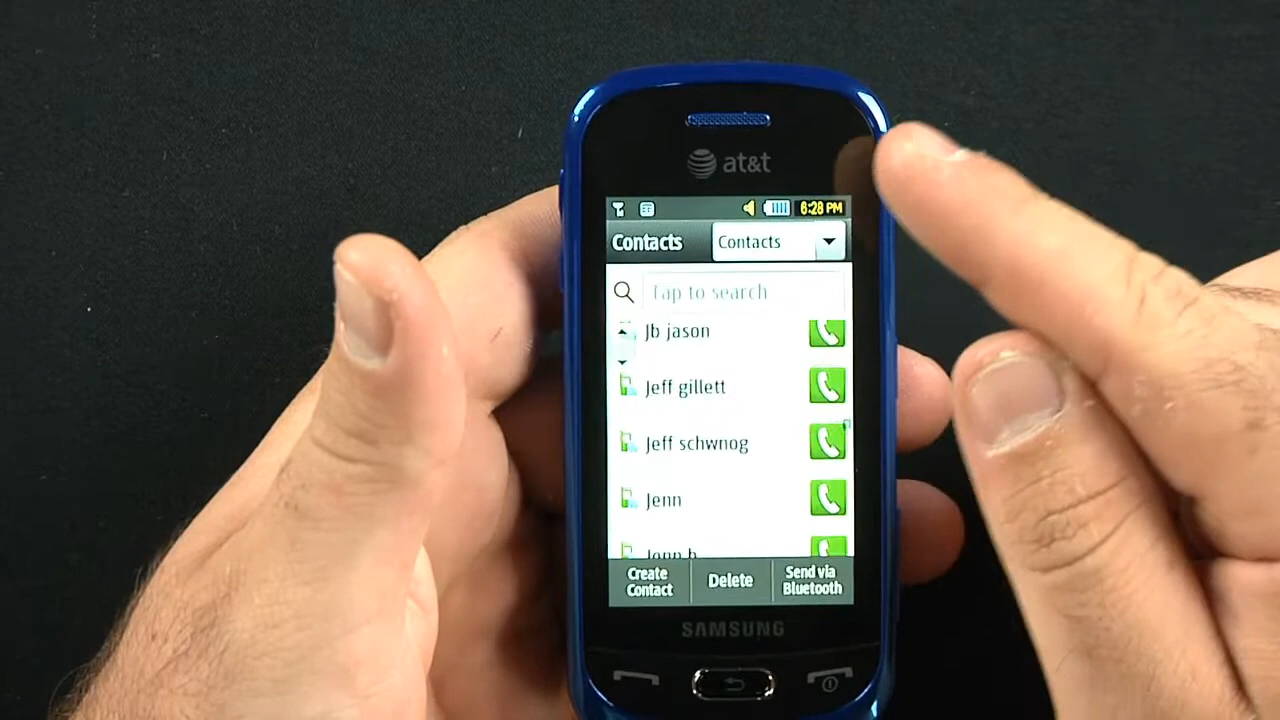 at&t
6:28 PM
Contacts Contacts
Tap to search
Jb jason
Jeff gillett
Jeff schwnog
Jenn
Jenn b
Create Contact Delete Send via Bluetooth
SAMSUNG